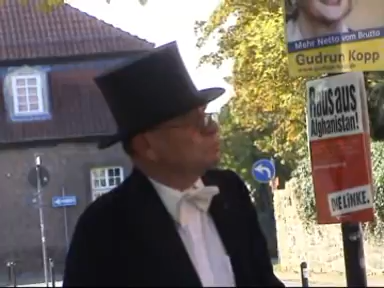 Mehr Netto vom Brutto
Gudrun Kopp
Raus aus
Afghanistan!
DIE LINKE.